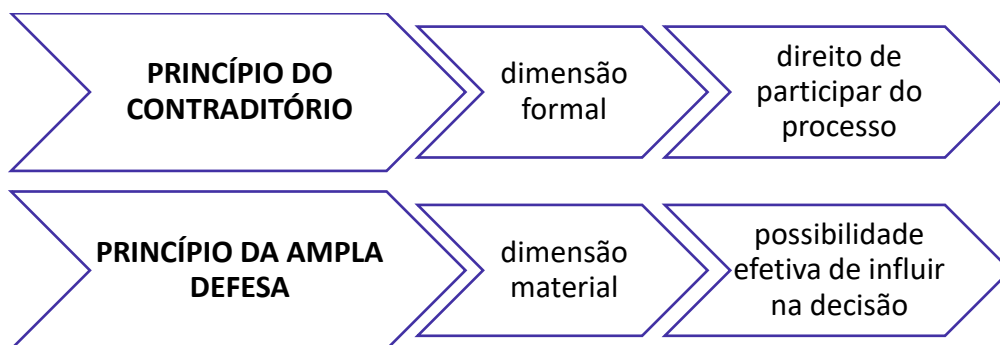 PRINCÍPIO DO
CONTRADITÓRIO
dimensão
formal
direito de
participar do
processo
PRINCÍPIO DA AMPLA
DEFESA
dimensão
material
possibilidade
efetiva de influir
na decisão